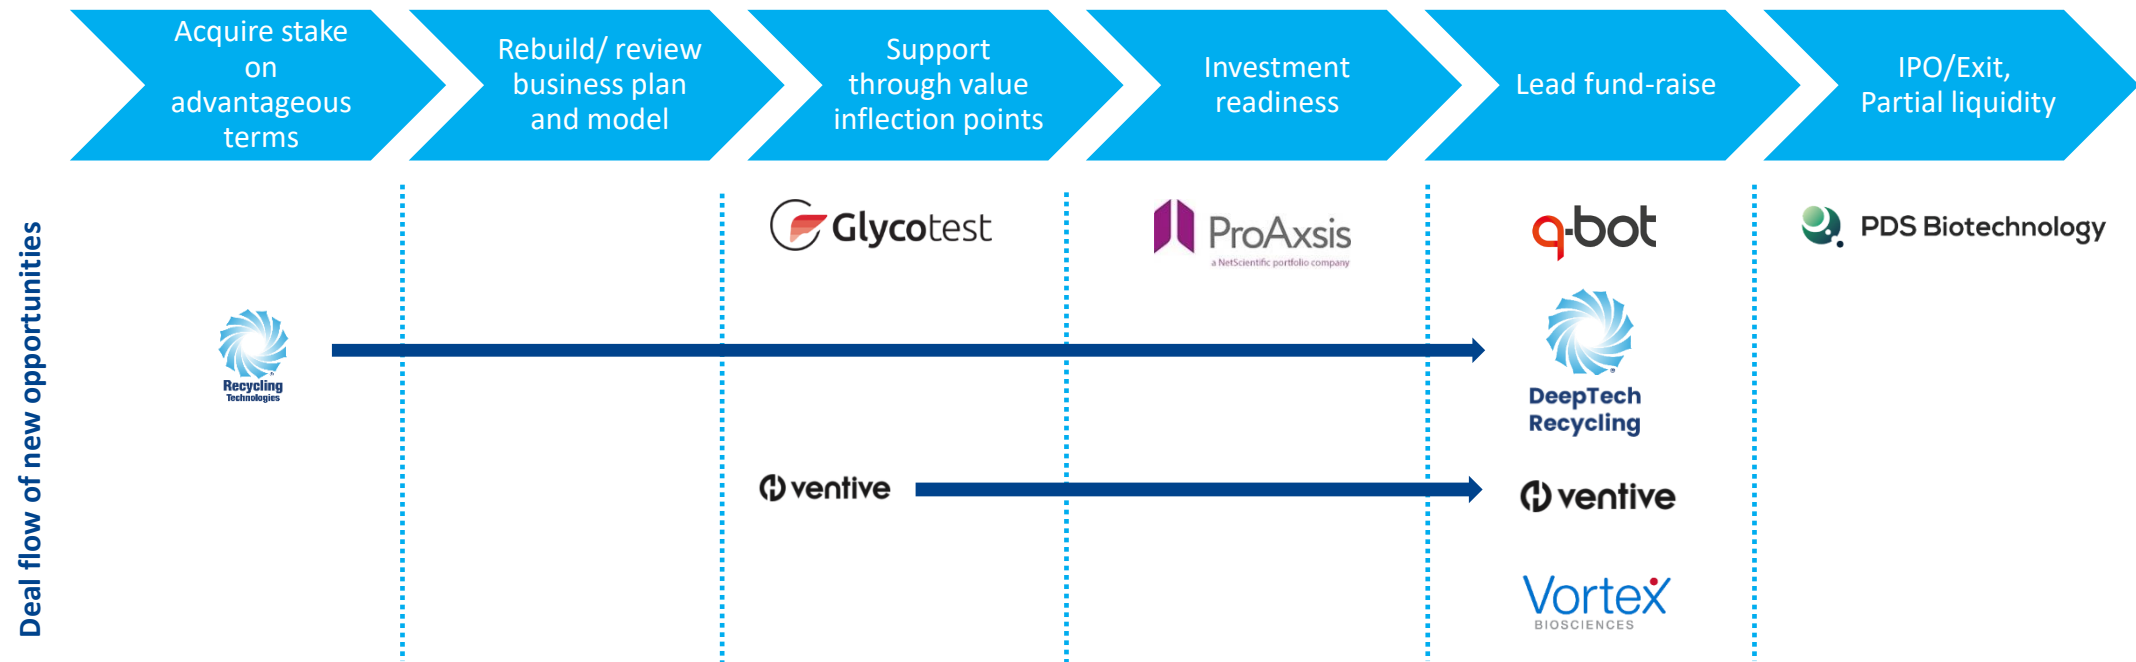 Acquire stake
on
advantageous
terms
Rebuild/ review
business plan
and model
Support
through value
inflection points
Investment
readiness
Lead fund-raise
IPO/Exit,
Partial liquidity
Deal flow of new opportunities
Glycotest
ProAxsis
a NetScientific portfolio company
q-bot
PDS Biotechnology
Recycling
Technologies
DeepTech
Recycling
ventive
ventive
Vortex
BIOSCIENCES